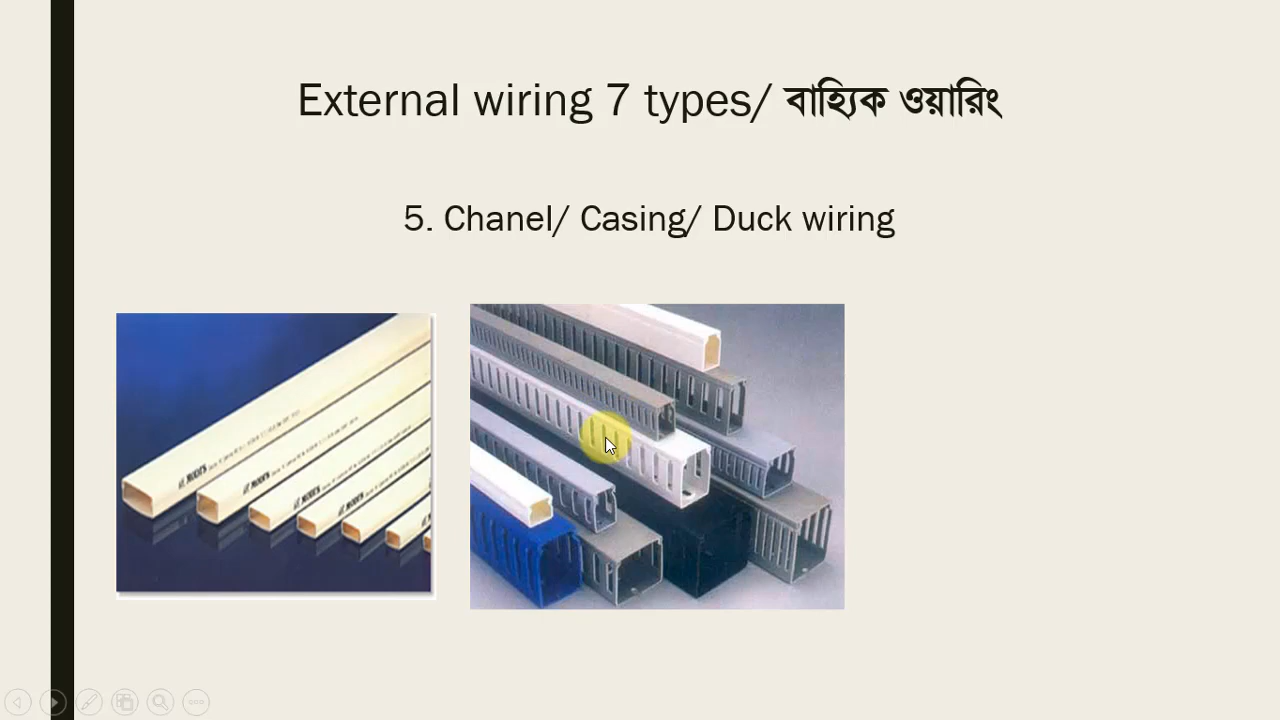 External wiring 7 types/ বাহ্যিক ওয়ারিং
5. Chanel/ Casing/ Duck wiring